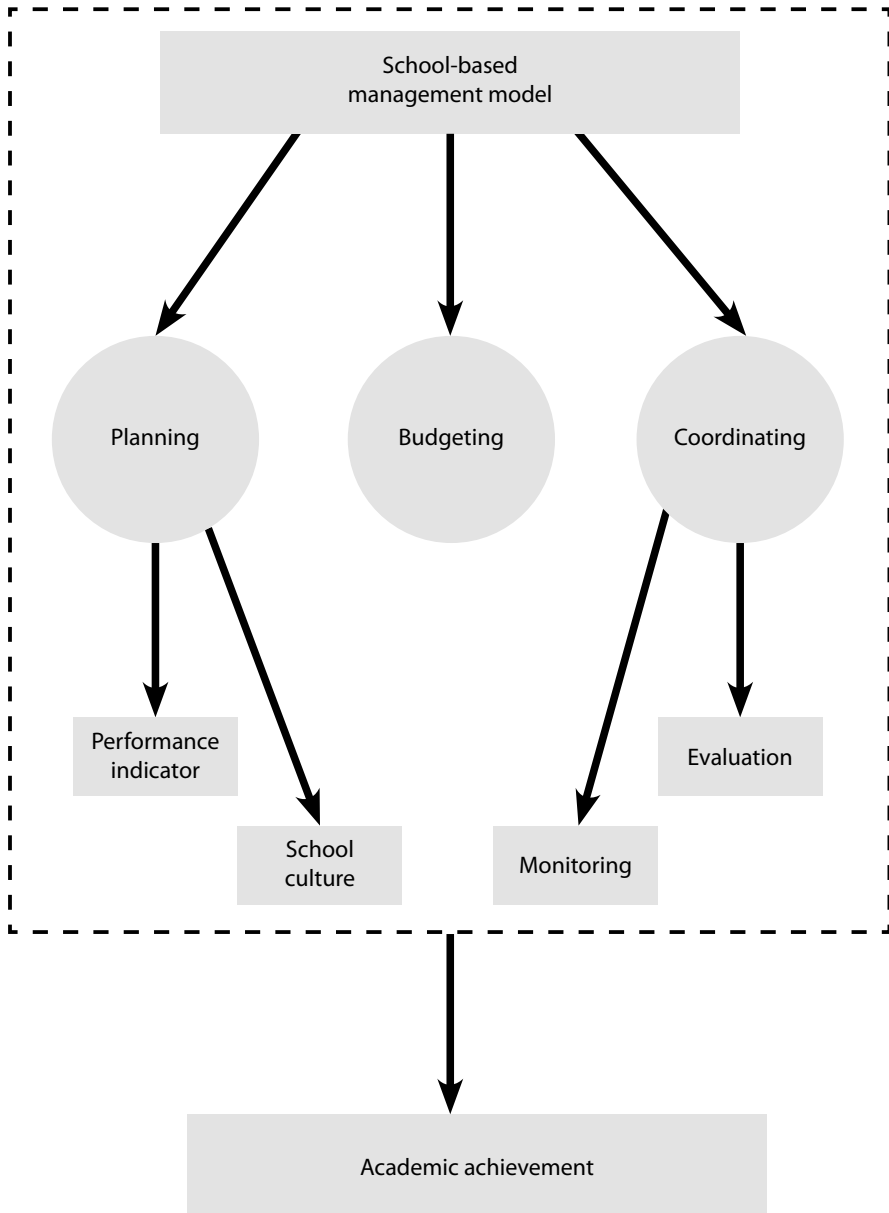 School-based
management model
Planning
Budgeting
Coordinating
Performance
indicator
Evaluation
School
culture
Monitoring
Academic achievement